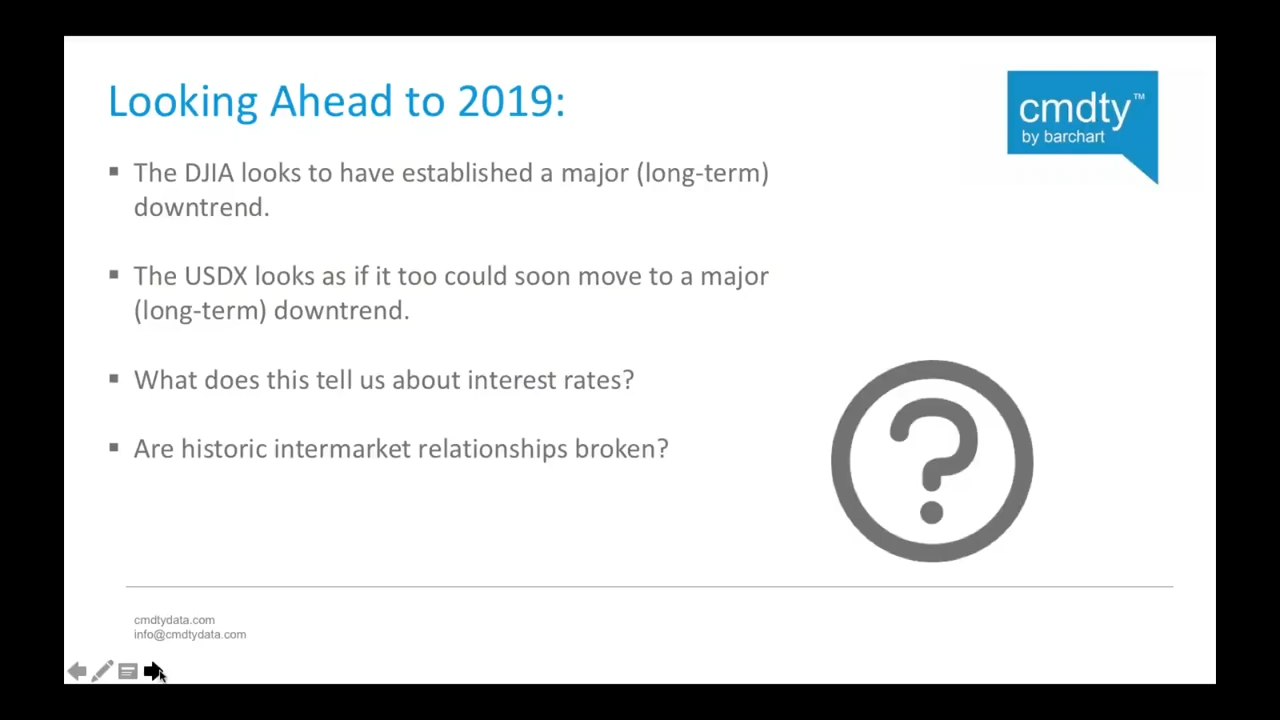 Looking Ahead to 2019:
cmdty™
by barchart
▪ The DJIA looks to have established a major (long-term)
downtrend.
▪ The USDX looks as if it too could soon move to a major
(long-term) downtrend.
▪ What does this tell us about interest rates?
▪ Are historic intermarket relationships broken?
?
cmdtydata.com
info@cmdtydata.com